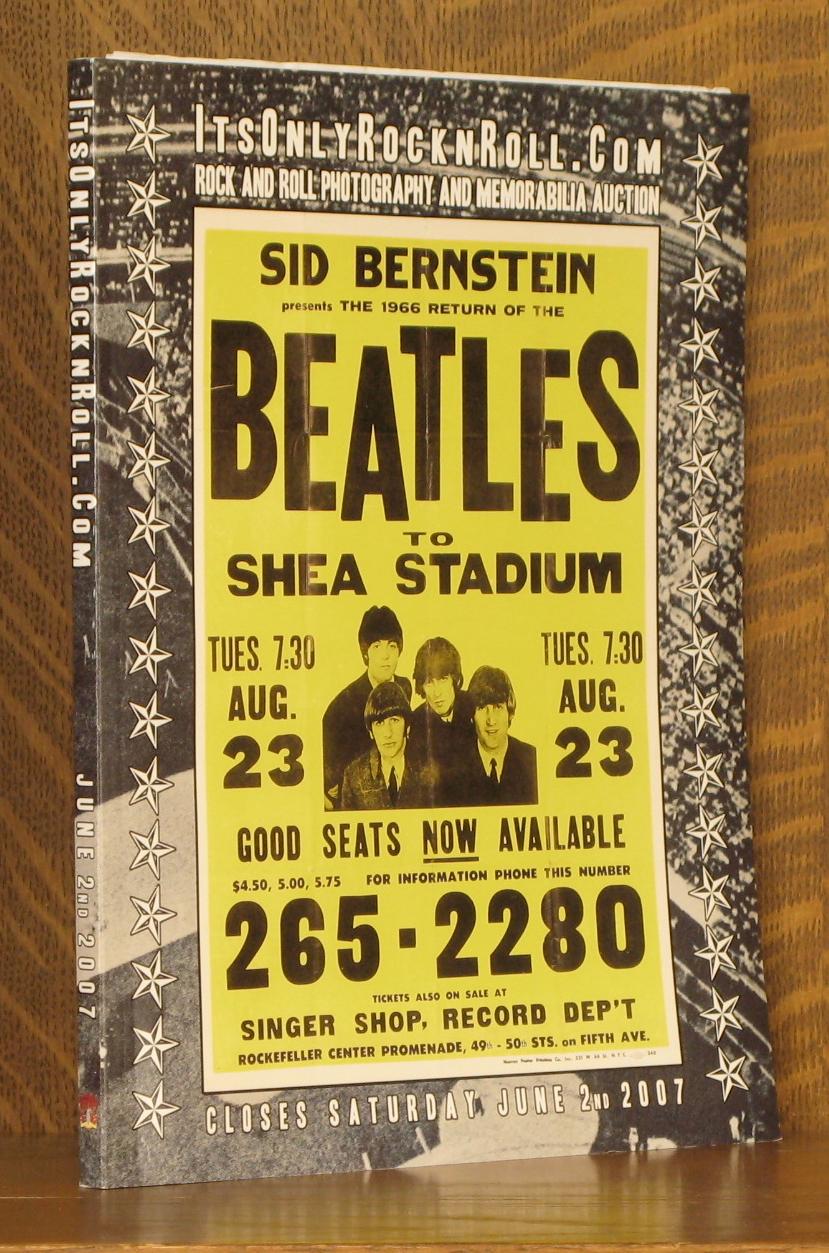 ItsOnlyRocknRoll.Com
ROCK AND ROLL PHOTOGRAPHY AND MEMORABILIA AUCTION
SID BERNSTEIN
presents THE 1966 RETURN OF THE
BEATLES
TO
SHEA STADIUM
TUES. 7:30
AUG.
23
TUES. 7:30
AUG.
23
GOOD SEATS NOW AVAILABLE
$4.50, 5.00, 5.75 FOR INFORMATION PHONE THIS NUMBER
265-2280
TICKETS ALSO ON SALE AT
SINGER SHOP, RECORD DEP'T
ROCKEFELLER CENTER PROMENADE, 49th - 50th STS. on FIFTH AVE.
CLOSES SATURDAY, JUNE 2ND 2007
ItsOnlyRocknRoll.Com
JUNE 2ND 2007